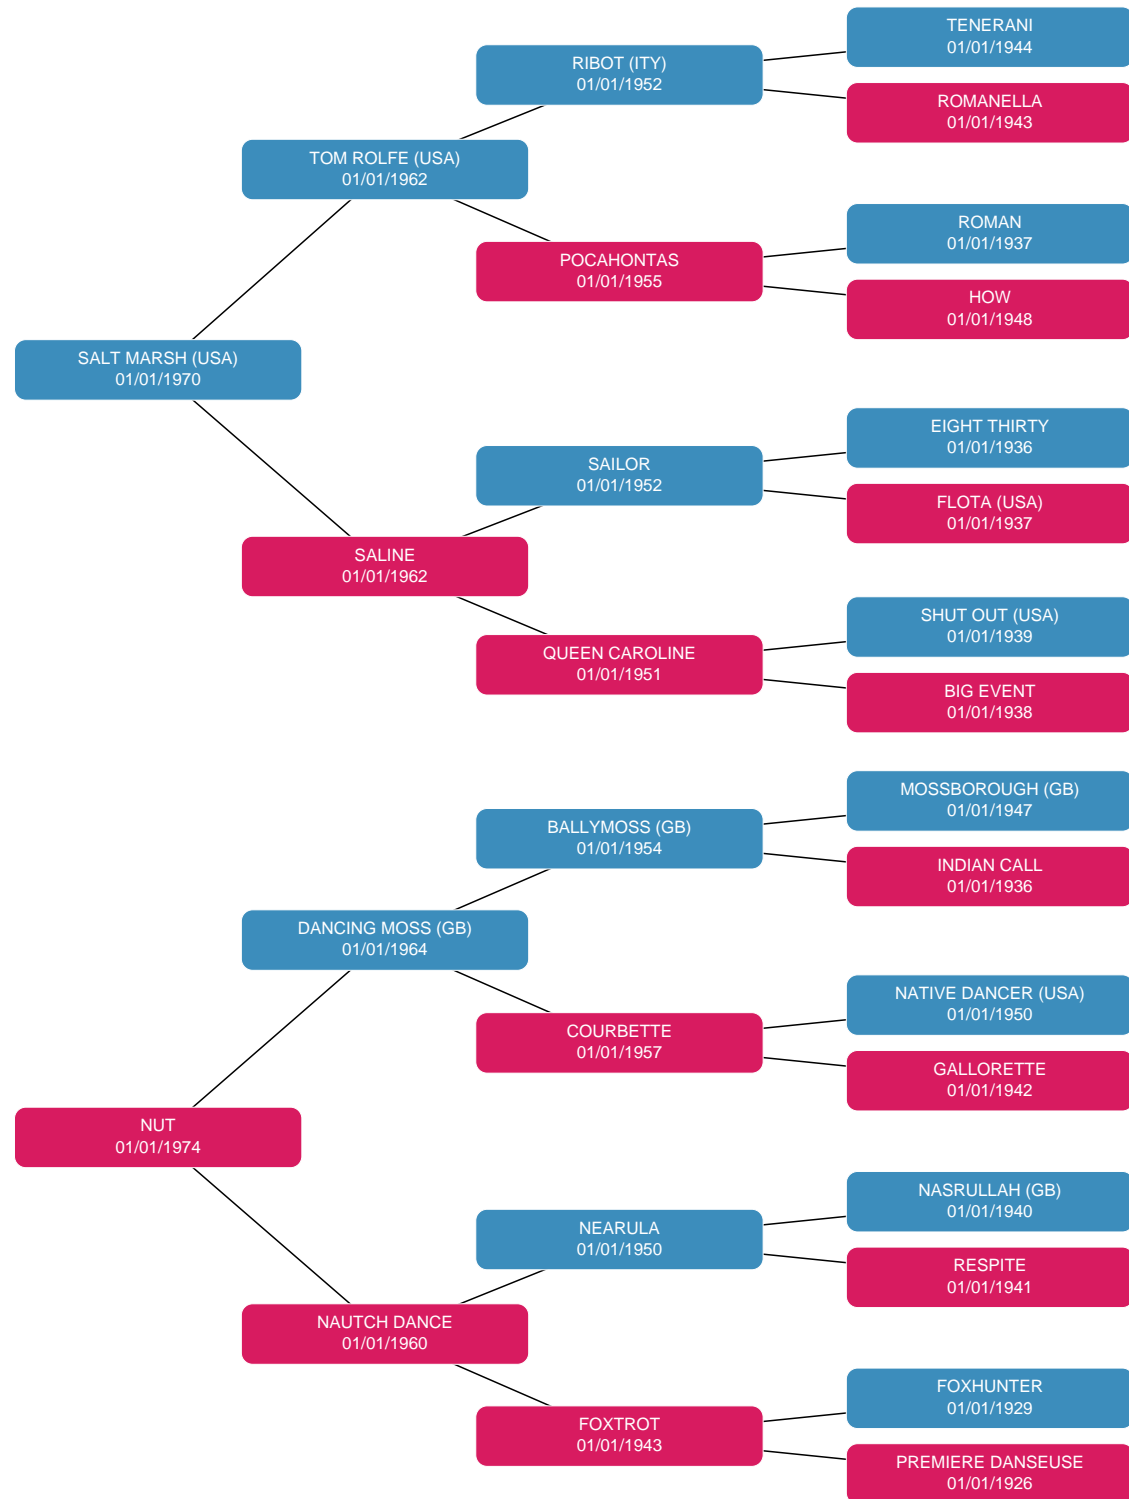 TENERANI
01/01/1944
RIBOT (ITY)
01/01/1952
ROMANELLA
01/01/1943
TOM ROLFE (USA)
01/01/1962
ROMAN
01/01/1937
POCAHONTAS
01/01/1955
HOW
01/01/1948
SALT MARSH (USA)
01/01/1970
EIGHT THIRTY
01/01/1936
SAILOR
01/01/1952
FLOTA (USA)
01/01/1937
SALINE
01/01/1962
SHUT OUT (USA)
01/01/1939
QUEEN CAROLINE
01/01/1951
BIG EVENT
01/01/1938
MOSSBOROUGH (GB)
01/01/1947
BALLYMOSS (GB)
01/01/1954
INDIAN CALL
01/01/1936
DANCING MOSS (GB)
01/01/1964
NATIVE DANCER (USA)
01/01/1950
COURBETTE
01/01/1957
GALLORETTE
01/01/1942
NUT
01/01/1974
NASRULLAH (GB)
01/01/1940
NEARULA
01/01/1950
RESPITE
01/01/1941
NAUTCH DANCE
01/01/1960
FOXHUNTER
01/01/1929
FOXTROT
01/01/1943
PREMIERE DANSEUSE
01/01/1926